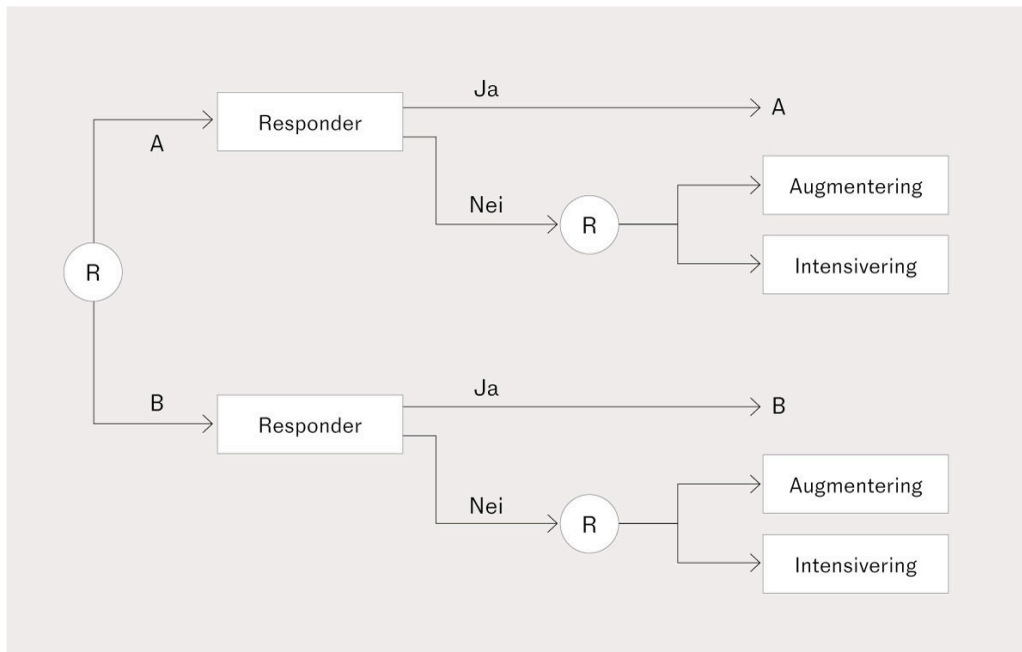 Ja
Responder
A
A
Augmentering
Nei
R
Intensivering
R
Ja
B
Responder
B
Augmentering
Nei
R
Intensivering